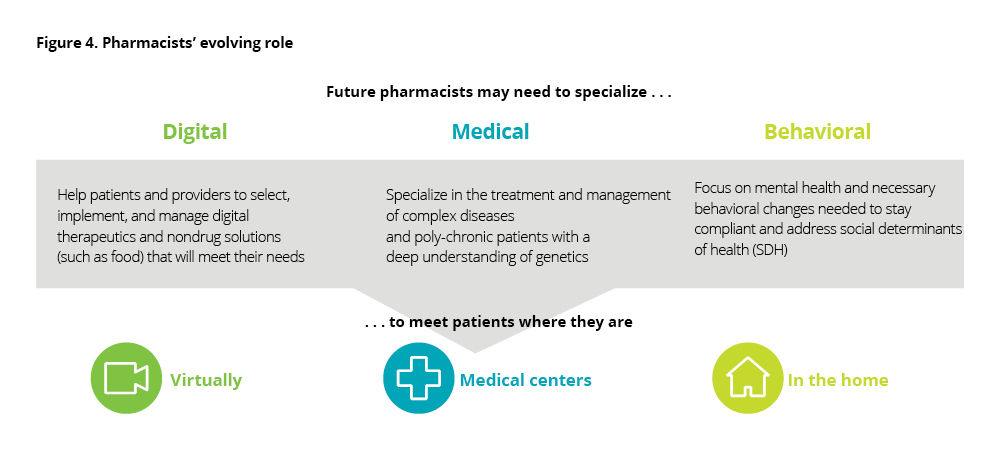 Figure 4. Pharmacists’ evolving role
Future pharmacists may need to specialize . . .
Digital
Medical
Behavioral
Help patients and providers to select,
implement, and manage digital
therapeutics and nondrug solutions
(such as food) that will meet their needs
Specialize in the treatment and management
of complex diseases
and poly-chronic patients with a
deep understanding of genetics
Focus on mental health and necessary
behavioral changes needed to stay
compliant and address social determinants
of health (SDH)
. . . to meet patients where they are
Virtually
Medical centers
In the home